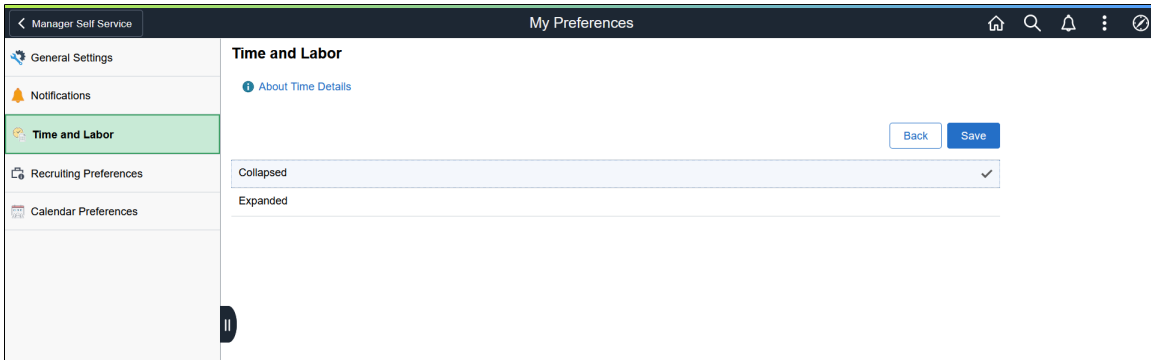 Manager Self Service
My Preferences
General Settings
Notifications
Time and Labor
Recruiting Preferences
Calendar Preferences
Time and Labor
About Time Details
Back
Save
Collapsed
Expanded